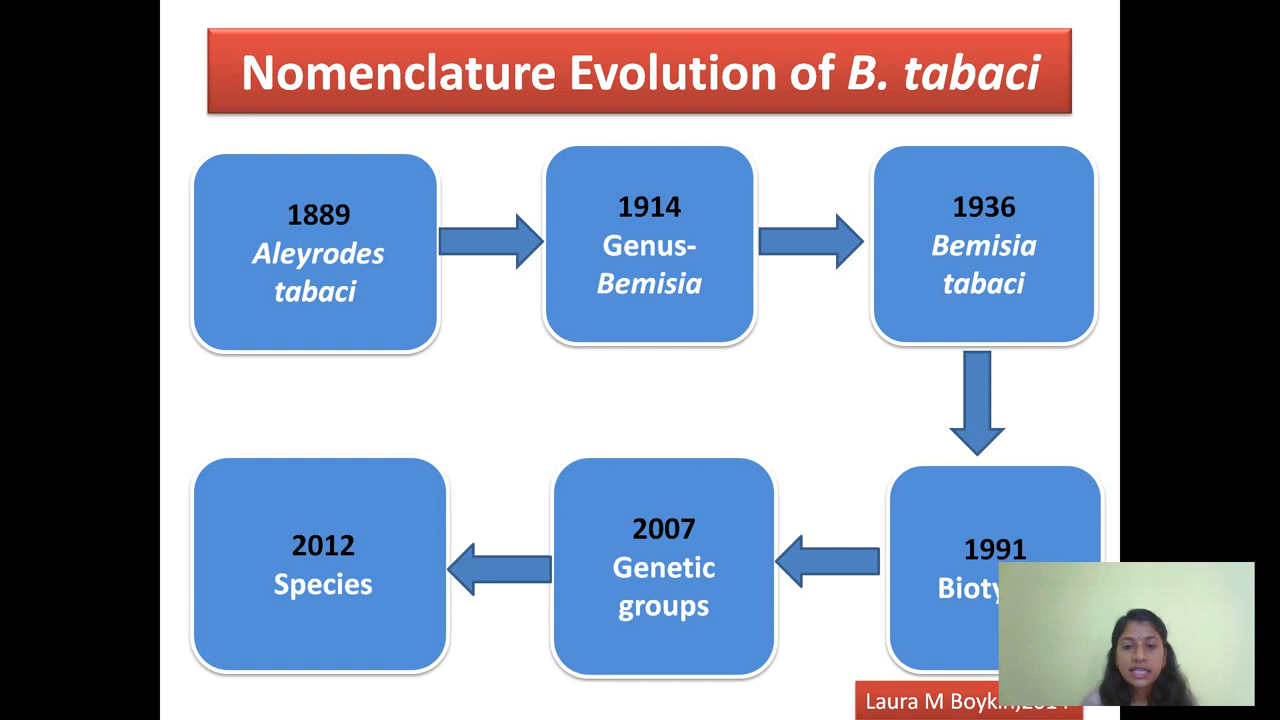 Nomenclature Evolution of B. tabaci
1889
Aleyrodes
tabaci
1914
Genus-
Bemisia
1936
Bemisia
tabaci
1991
2007
Genetic
groups
2012
Species
Laura M